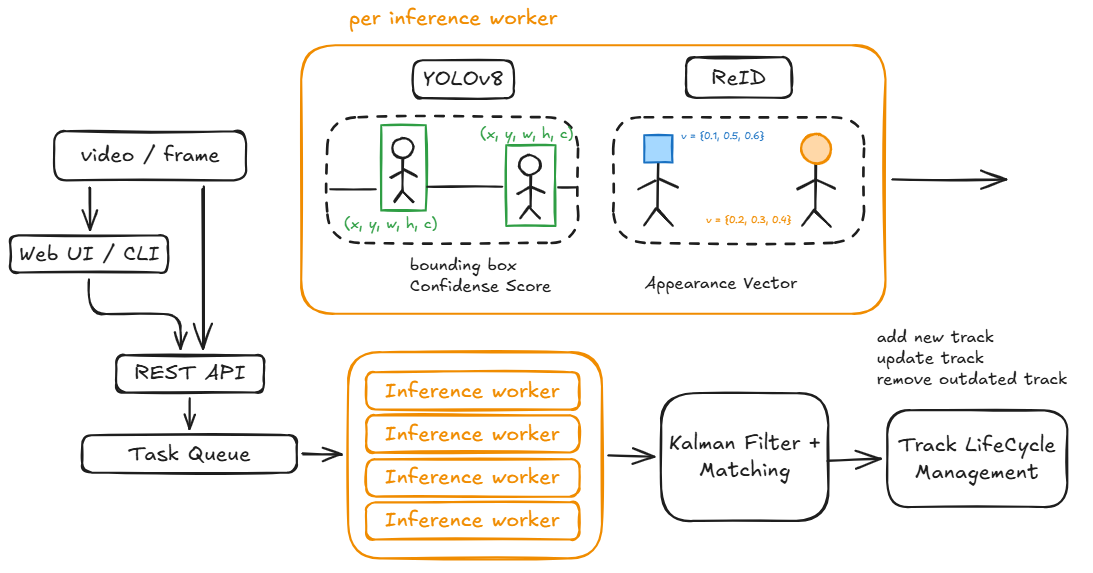 per inference worker
YOLOv8
ReID
(x, y, w, h, c)
v = {0.1, 0.5, 0.6}
video / frame
(x, y, w, h, c)
v = {0.2, 0.3, 0.4}
Web UI / CLI
bounding box
Confidense Score
Appearance Vector
add new track
update track
remove outdated track
REST API
Inference worker
Inference worker
Inference worker
Inference worker
Task Queue
Kalman Filter +
Matching
Track LifeCycle
Management